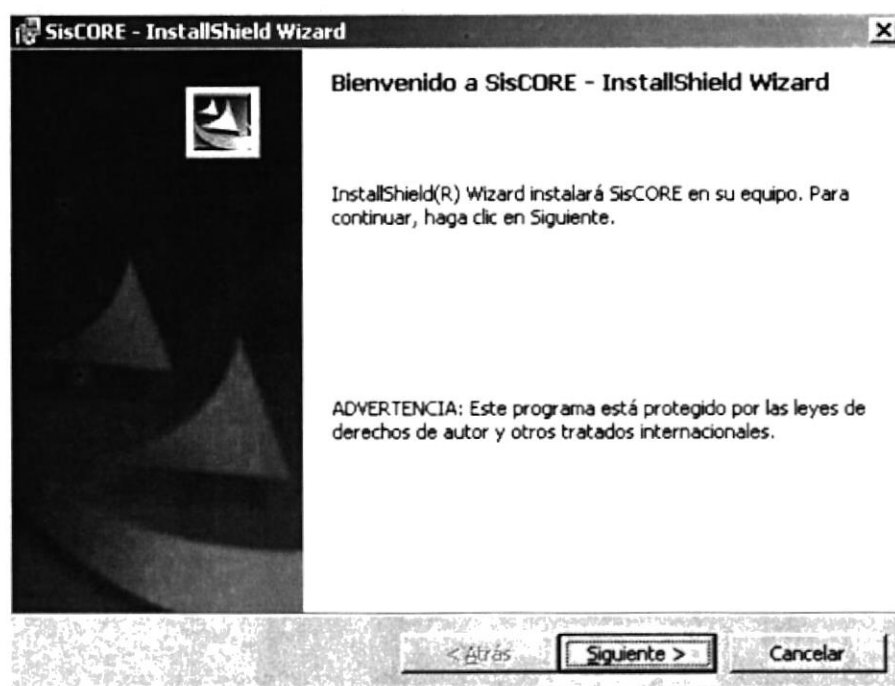 SisCORE - InstallShield Wizard
Bienvenido a SisCORE - InstallShield Wizard
InstallShield(R) Wizard instalará SisCORE en su equipo. Para
continuar, haga clic en Siguiente.
ADVERTENCIA: Este programa está protegido por las leyes de
derechos de autor y otros tratados internacionales.
< Atrás
Siguiente >
Cancelar